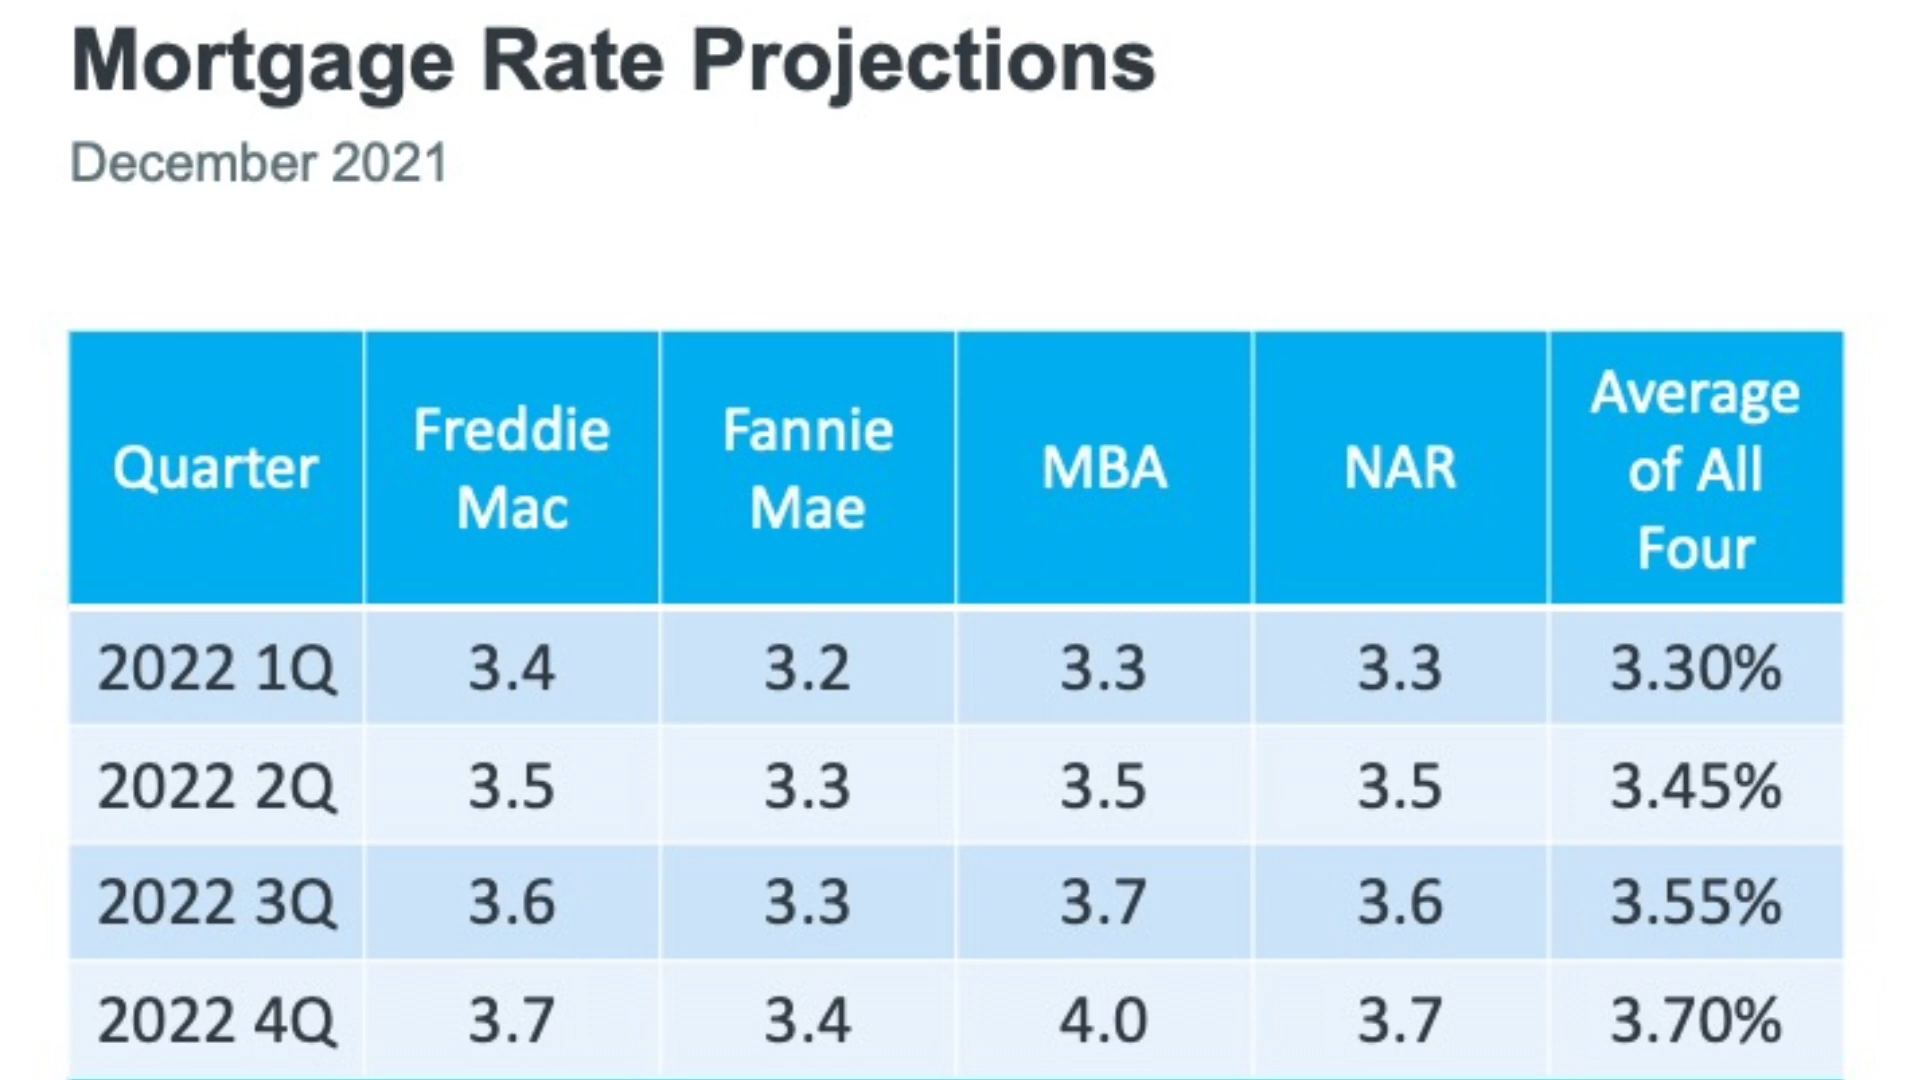 Mortgage Rate Projections
December 2021
Quarter Freddie Mac Fannie Mae MBA NAR Average of All Four
2022 1Q 3.4 3.2 3.3 3.3 3.30%
2022 2Q 3.5 3.3 3.5 3.5 3.45%
2022 3Q 3.6 3.3 3.7 3.6 3.55%
2022 4Q 3.7 3.4 4.0 3.7 3.70%